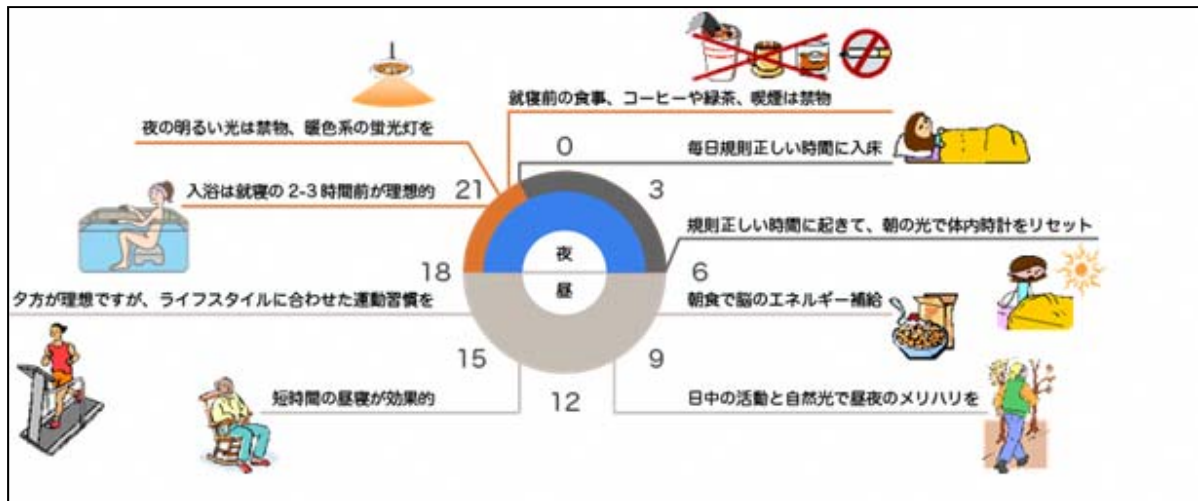 就寝前の食事、コーヒーや緑茶、喫煙は禁物
夜の明るい光は禁物、暖色系の蛍光灯を
0
毎日規則正しい時間に入床
入浴は就寝の2-3時間前が理想的
21
3
規則正しい時間に起きて、朝の光で体内時計をリセット
夜
18
6
昼
夕方が理想ですが、ライフスタイルに合わせた運動習慣を
朝食で脳のエネルギー補給
15
9
短時間の昼寝が効果的
12
日中の活動と自然光で昼夜のメリハリを